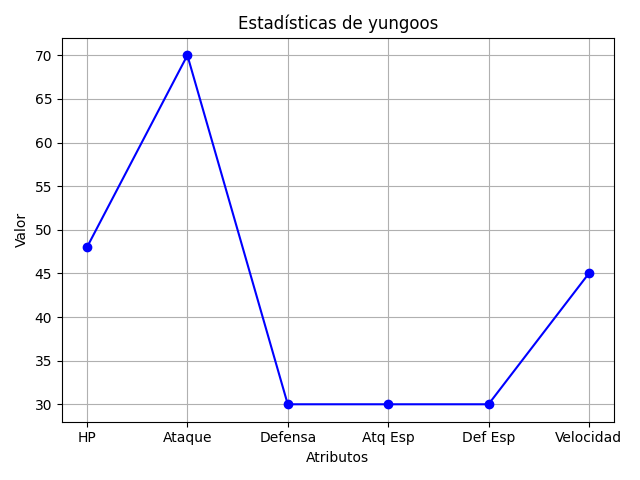 Estadísticas de yungoos
Valor
70
65
60
55
50
45
40
35
30
HP Ataque Defensa Atq Esp Def Esp Velocidad
Atributos